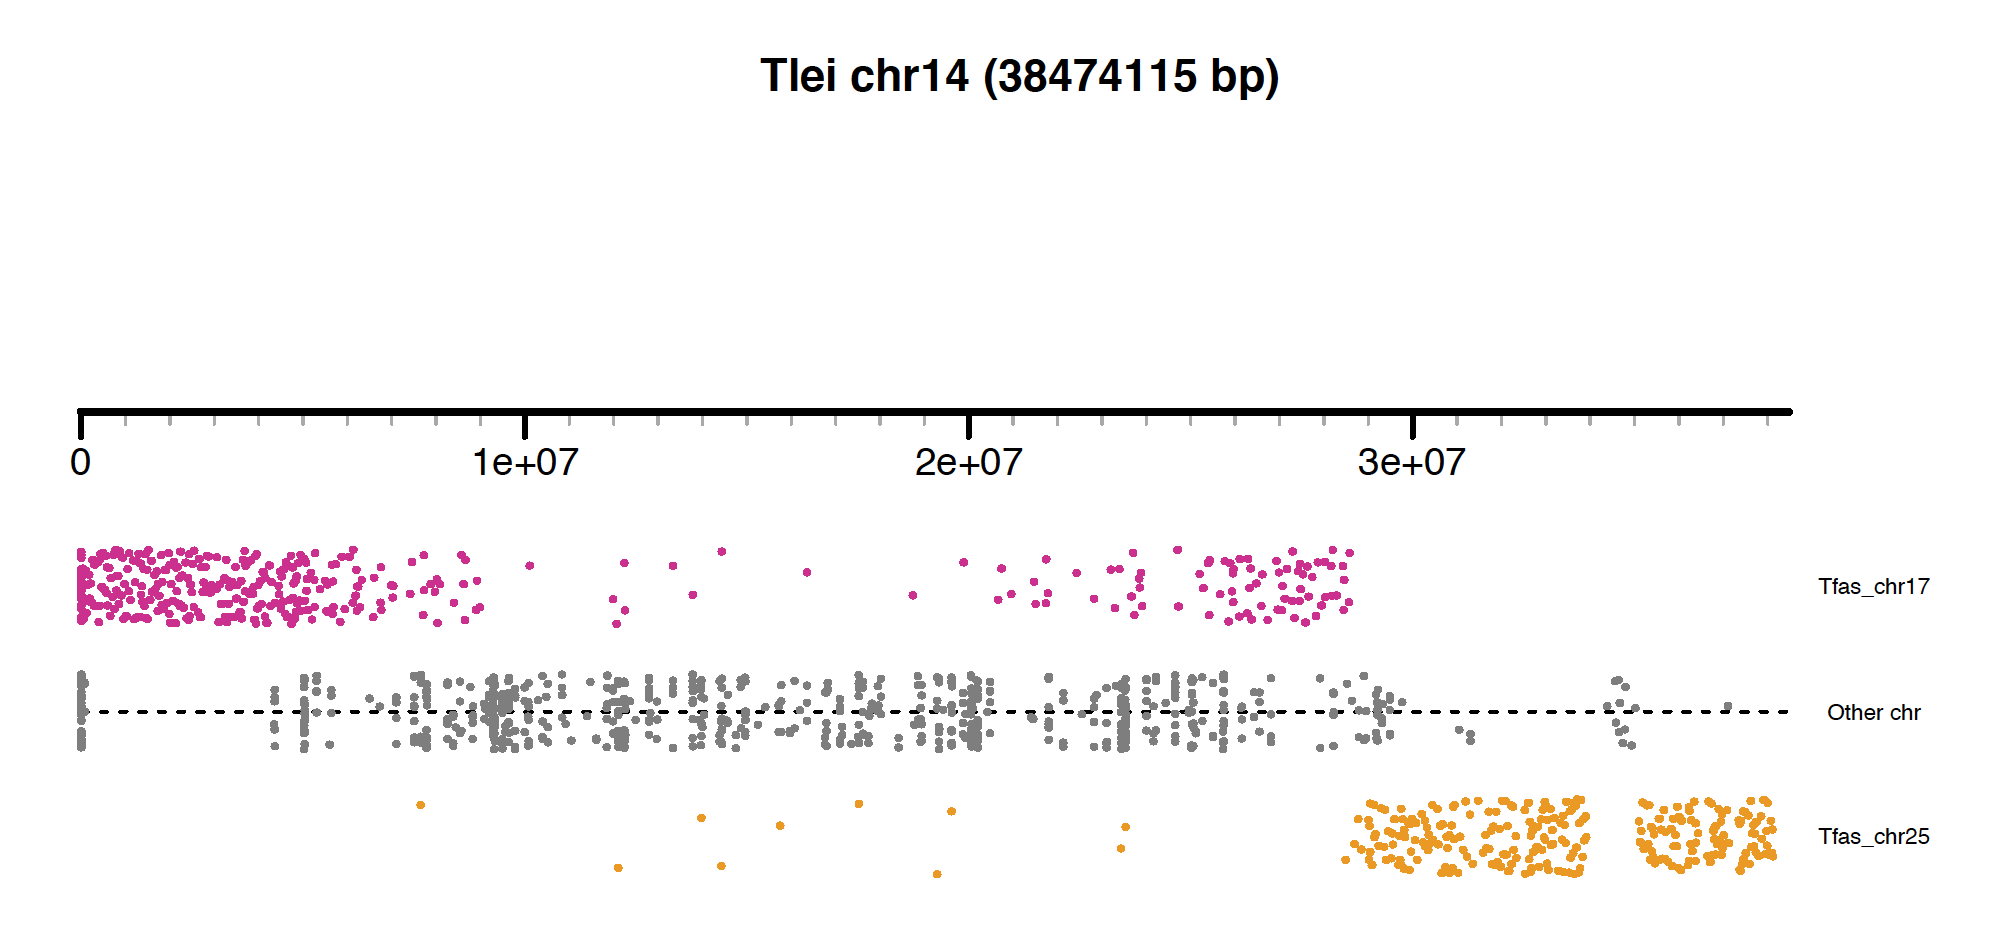 Tlei chr14 (38474115 bp)
0 1e+07 2e+07 3e+07
Tfas_chr17
Other chr
Tfas_chr25